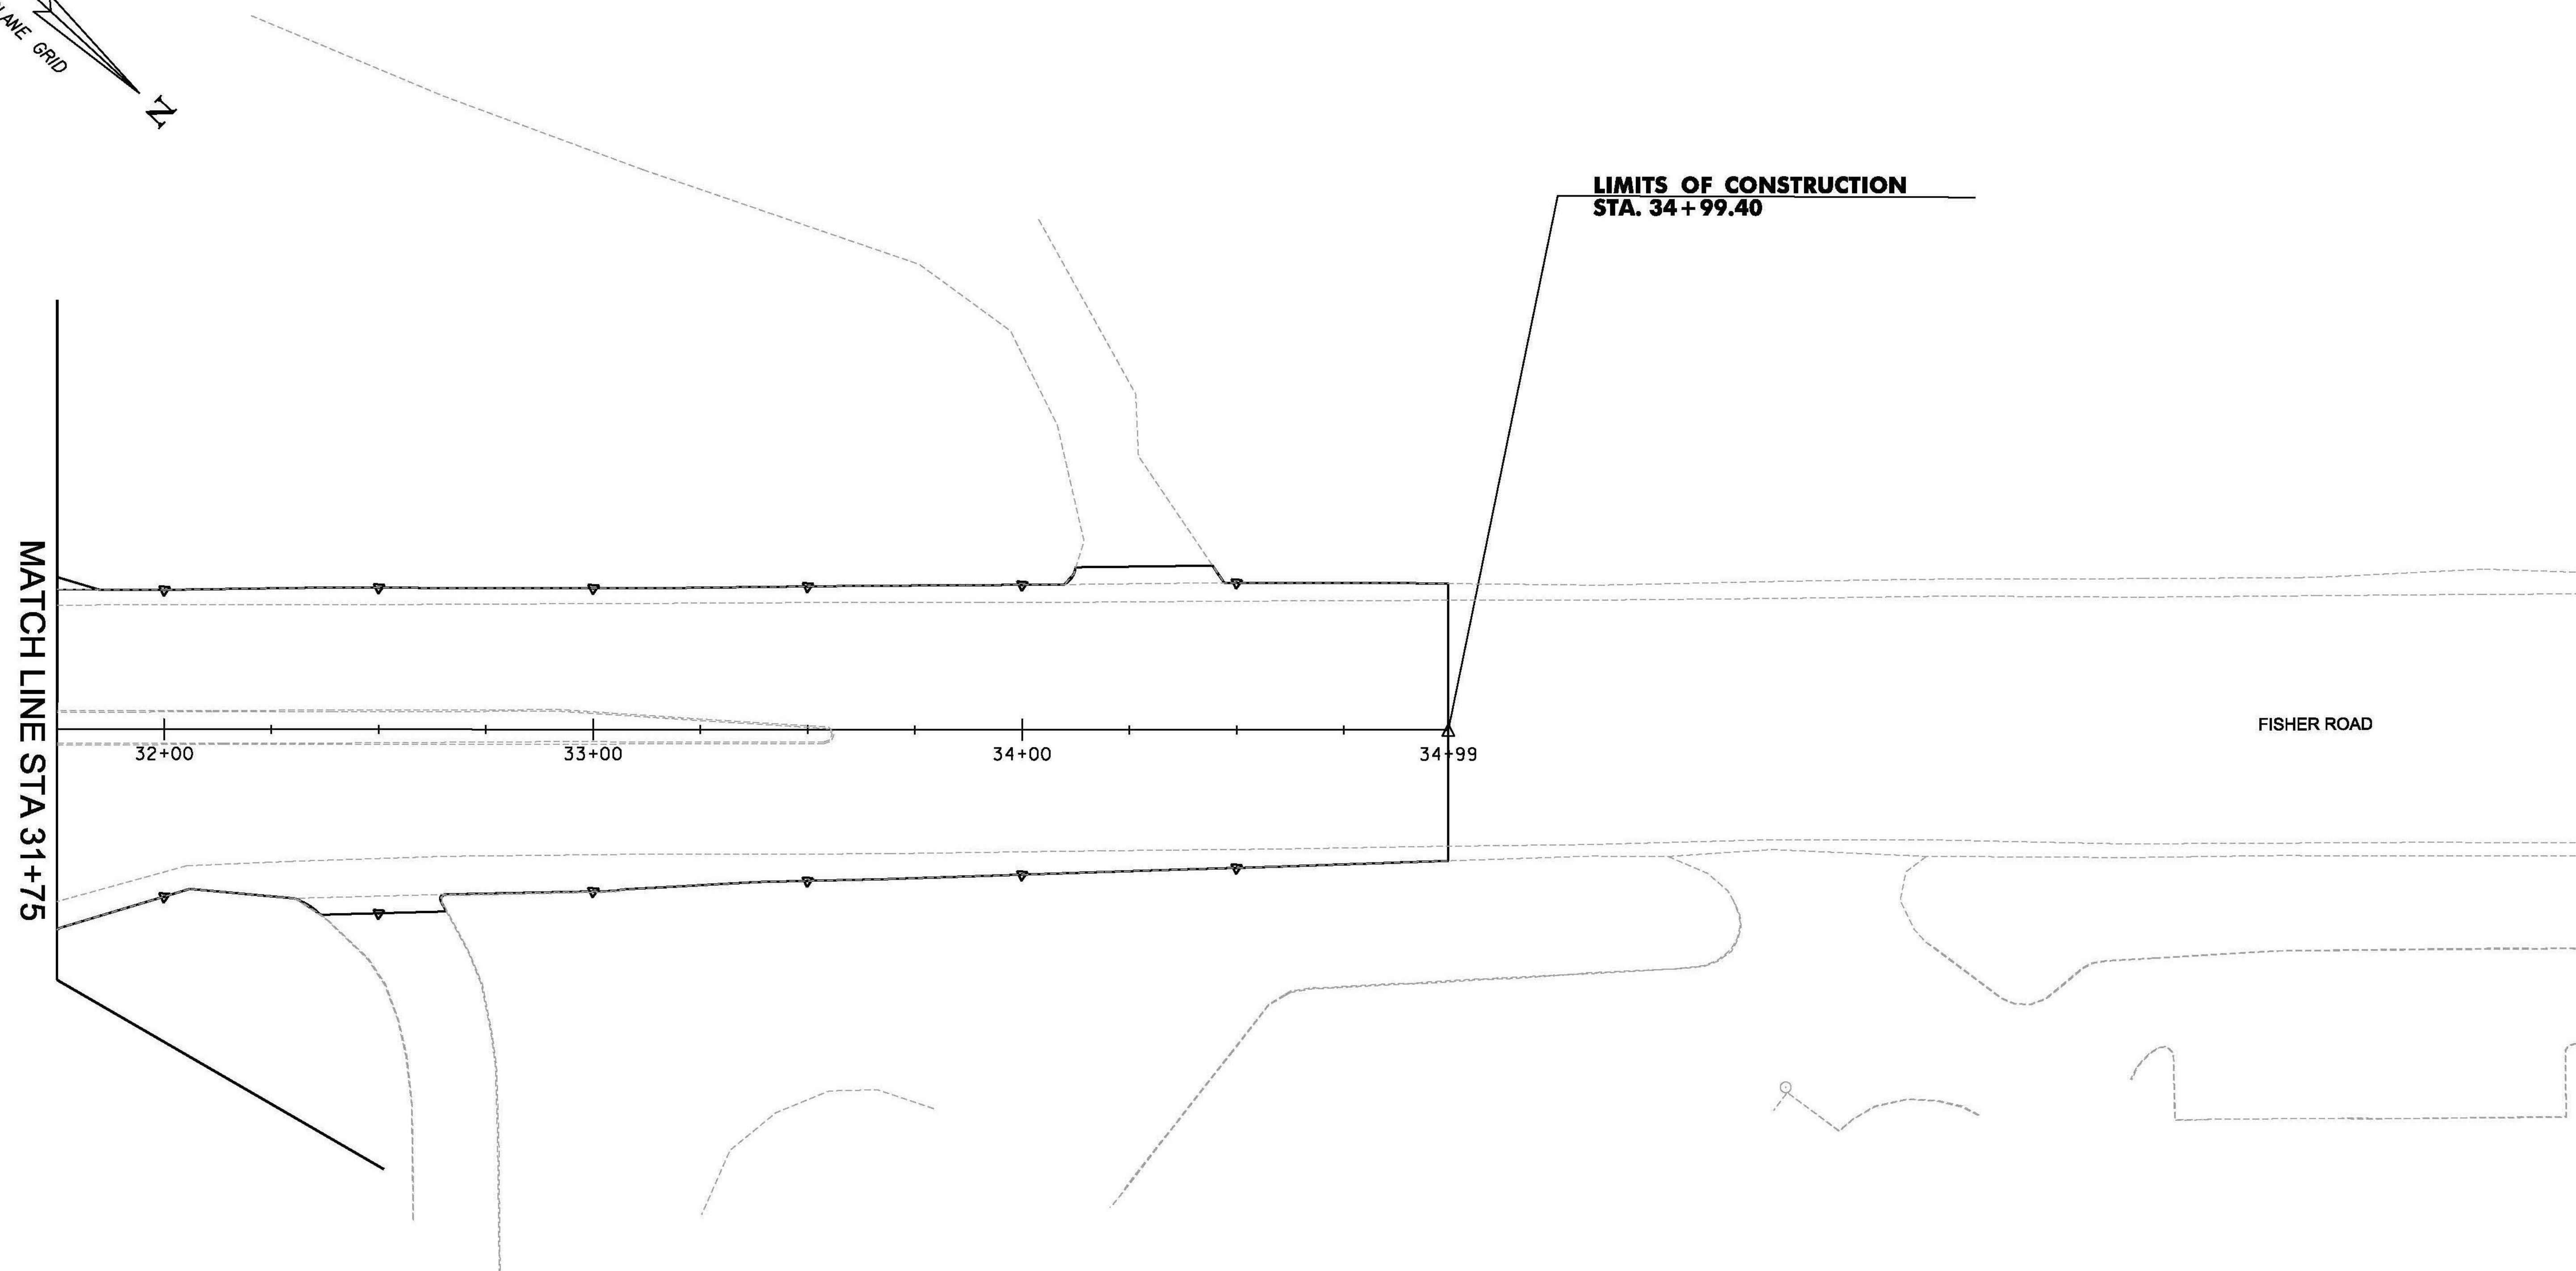 GRID
N
LIMITS OF CONSTRUCTION
STA. 34+99.40
MATCH LINE STA 31+75
32+00
33+00
34+00
34+99
FISHER ROAD